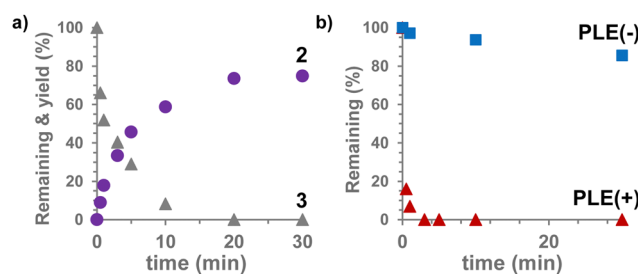 a)
Remaining & yield (%)
100
80
60
40
20
0
0 10 20 30
time (min)
2
3
b)
Remaining (%)
100
80
60
40
20
0
0 20
time (min)
PLE(-)
PLE(+)